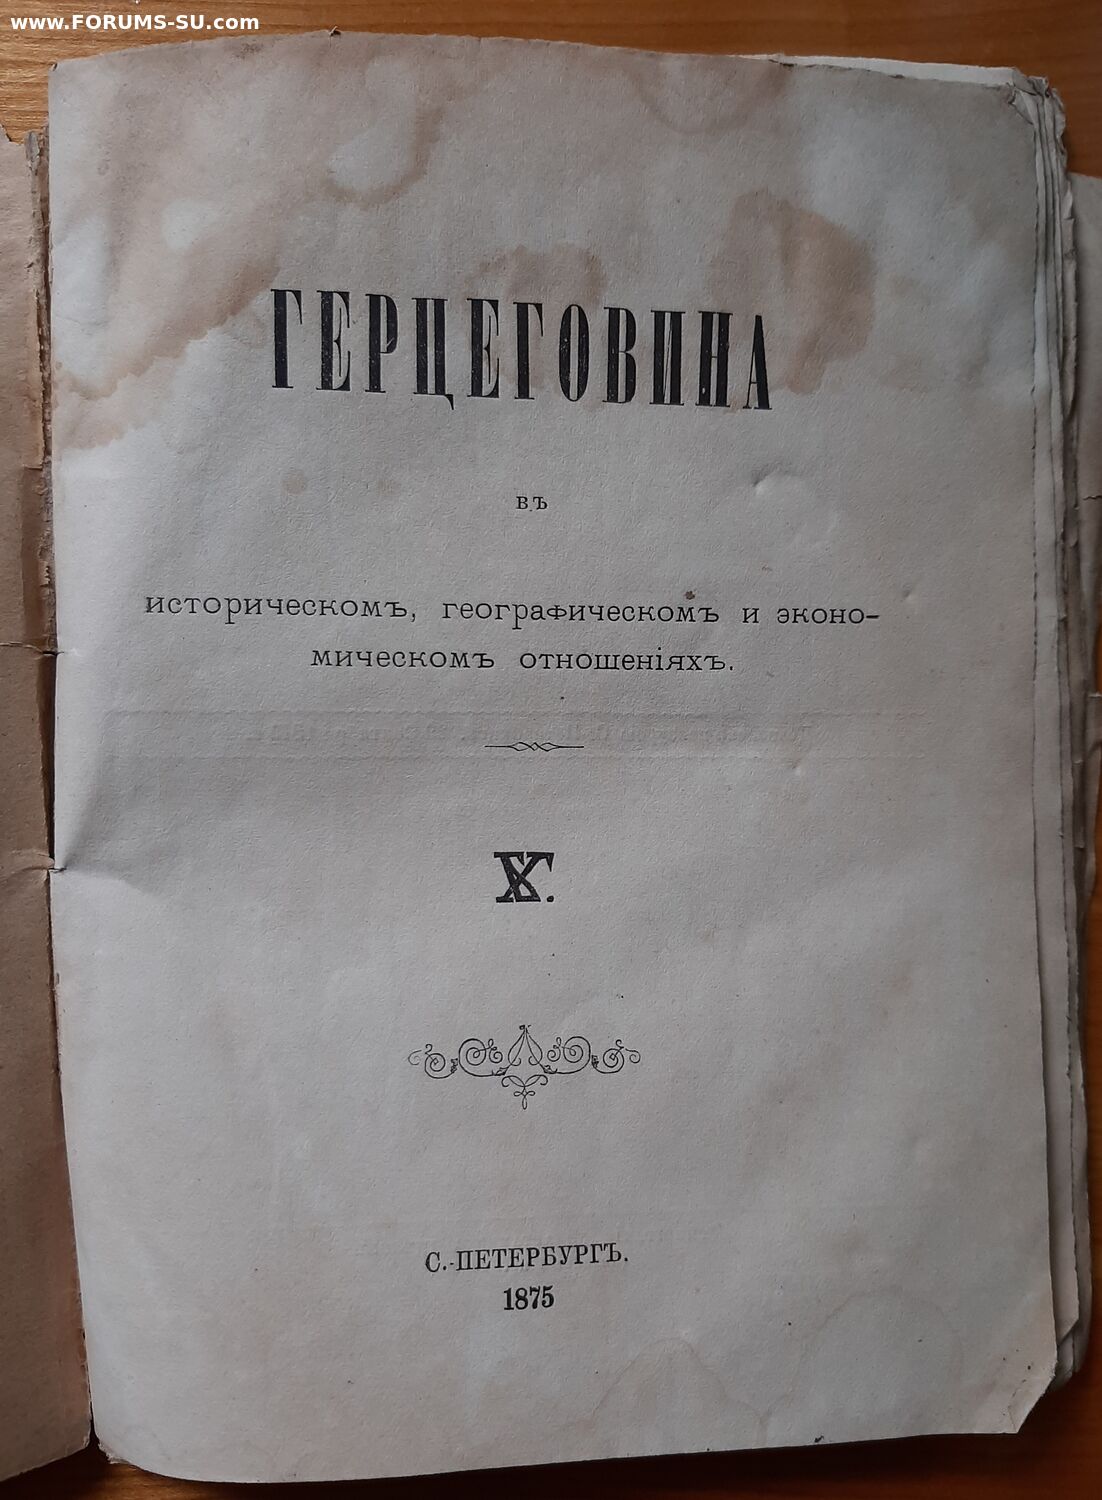 www.FORUMS-SU.com
ГЕРЦЕГОВИНА
въ
историческомъ, географическомъ и эконо-
мическомъ отношеніяхъ.
С.-ПЕТЕРБУРГЪ.
1875